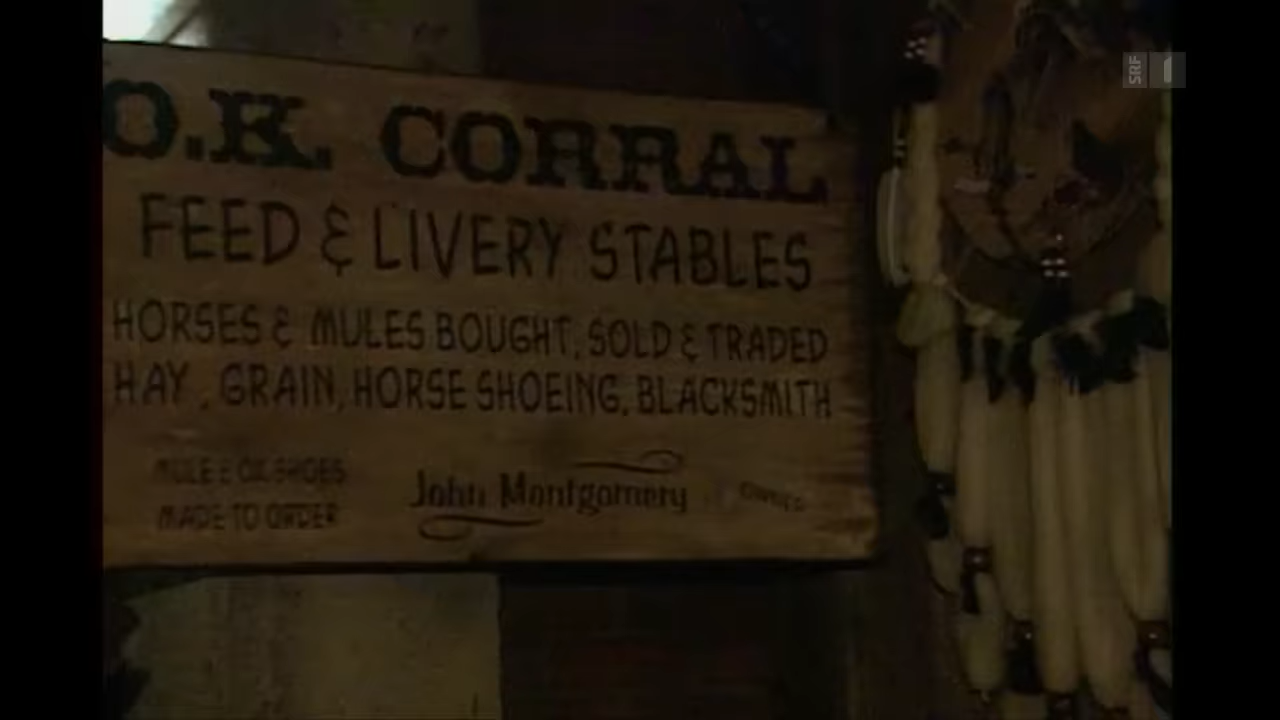 O.K. CORRAL
FEED & LIVERY STABLES
HORSES & MULES BOUGHT, SOLD & TRADED
HAY, GRAIN, HORSE SHOEING, BLACKSMITH
MULE & OX SHOES
MADE TO ORDER
John Montgomery OWNER
SRF 1